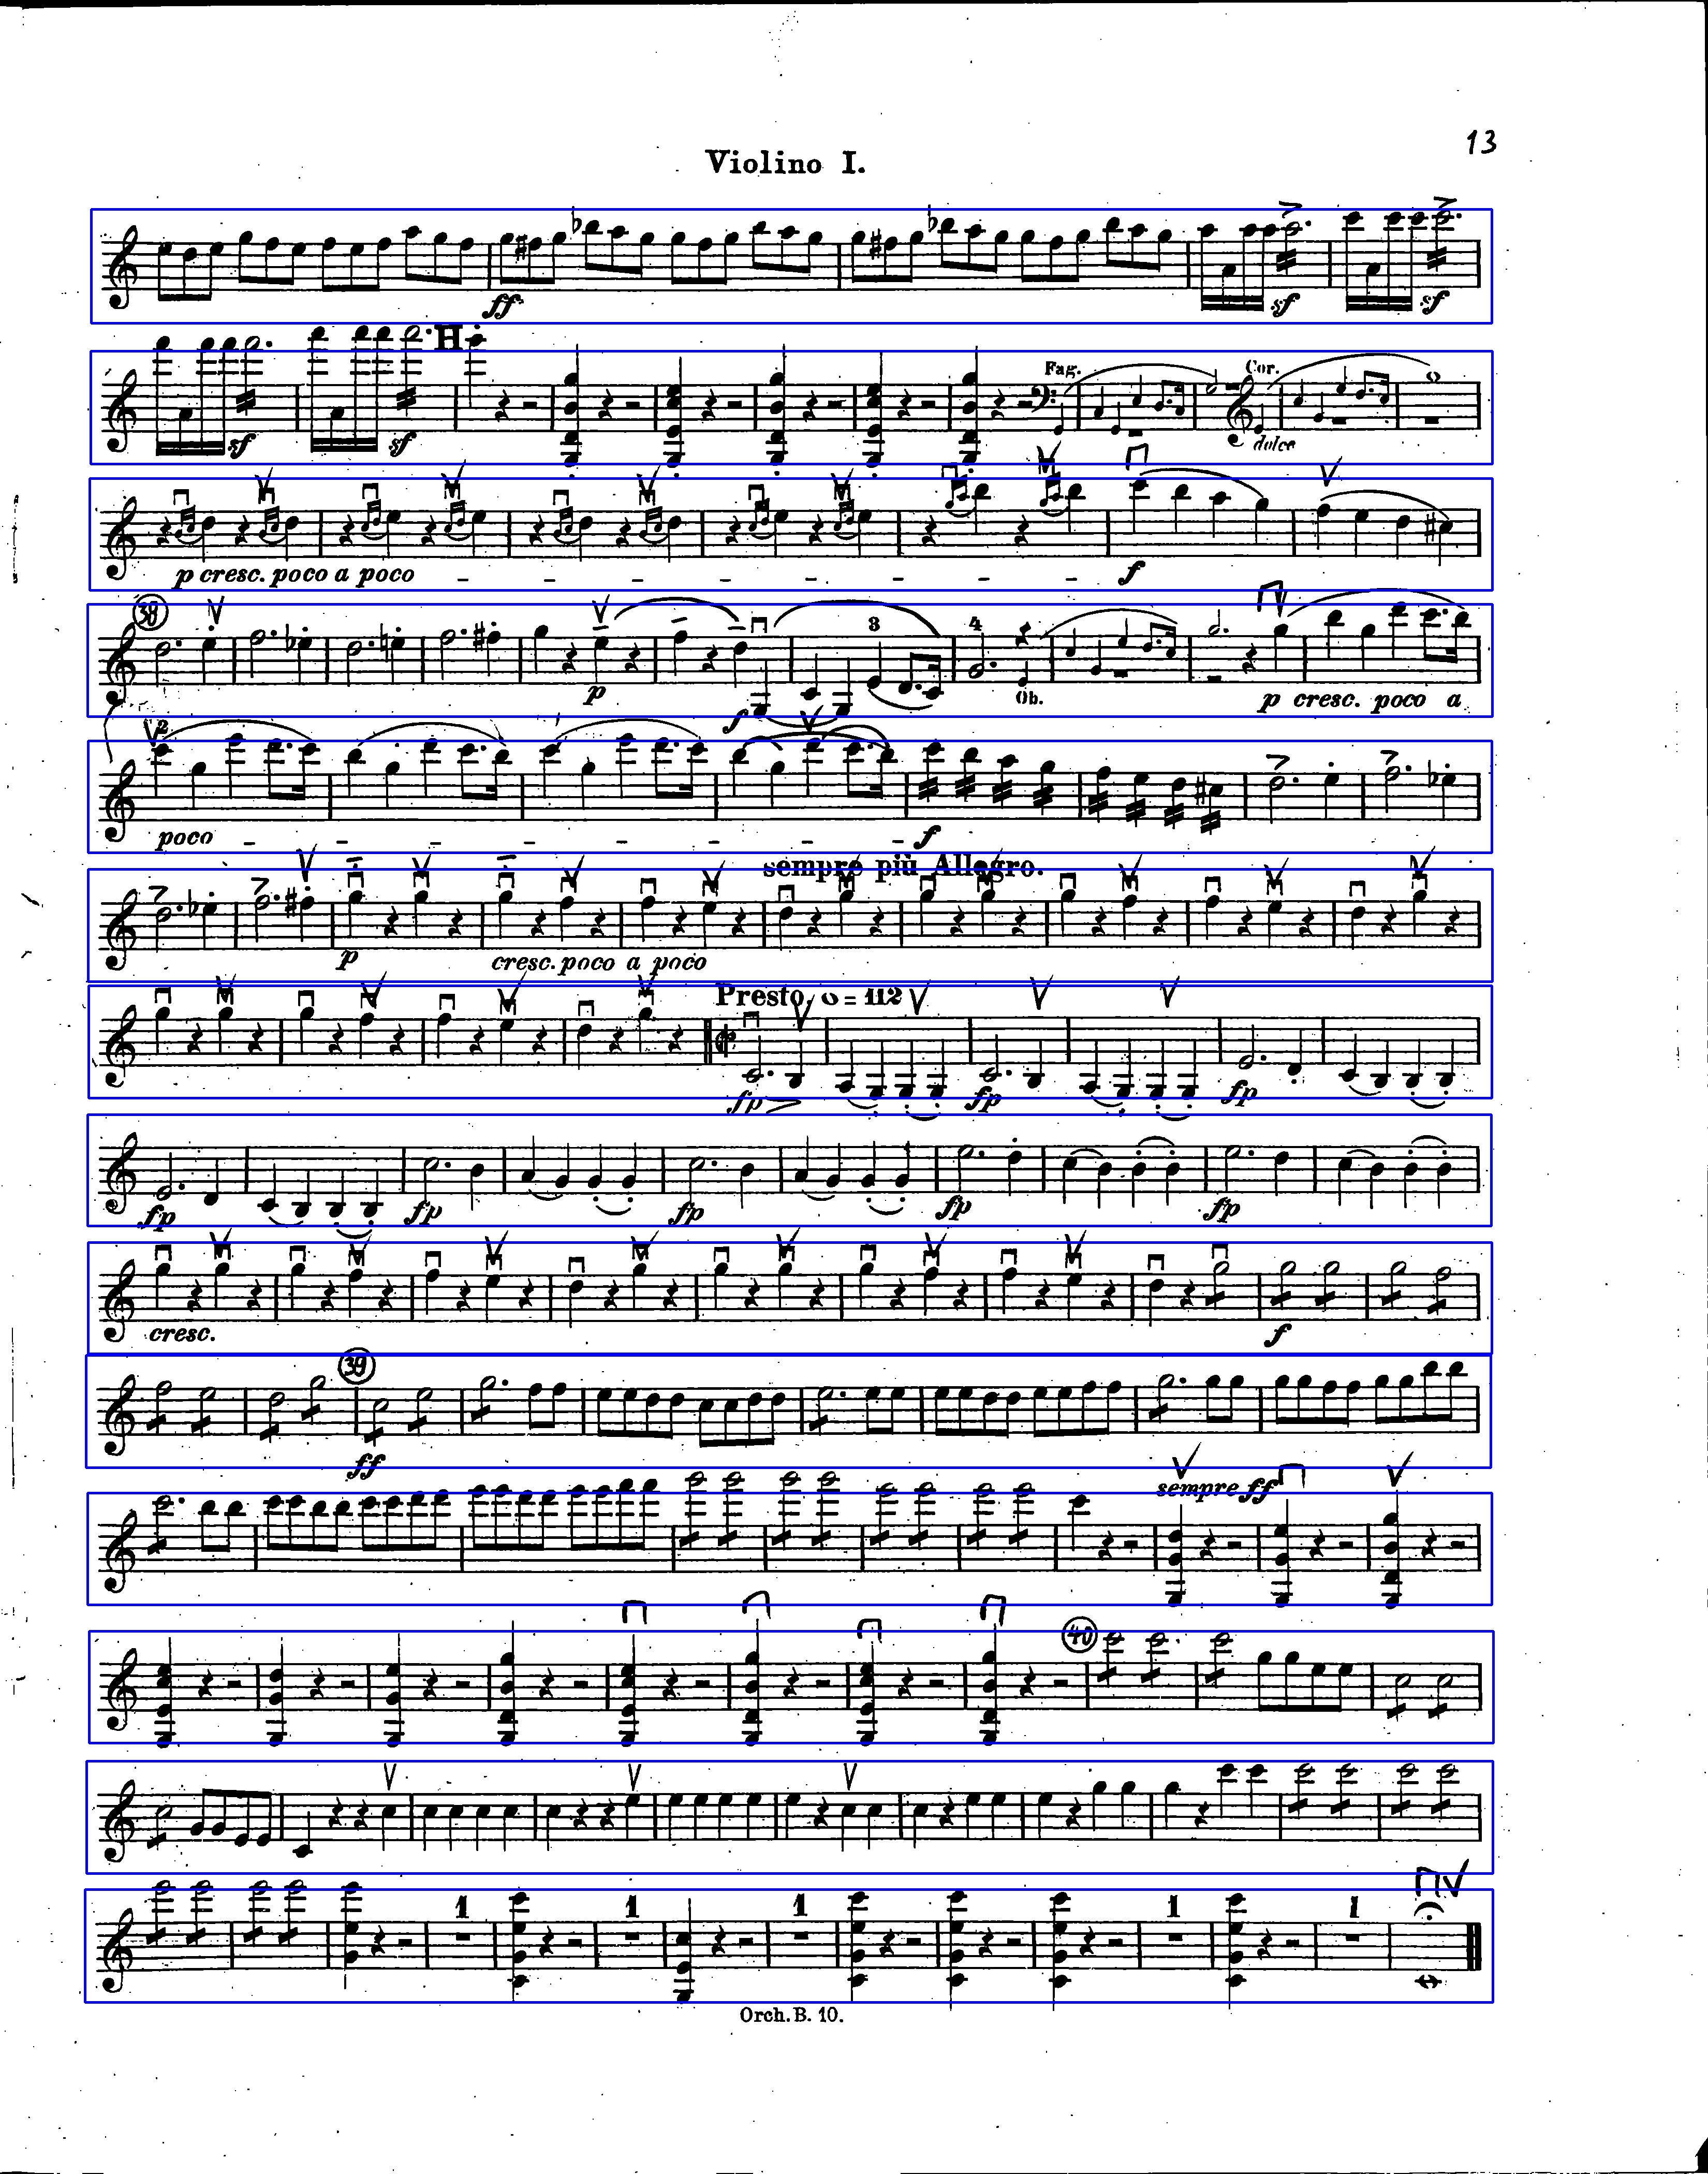 13
Violino I.
ff sf sf
H Fag. Cor.
sf sf dolce
p cresc. poco a poco f
38
3 4
p f Ob. p cresc. poco a
2
poco f
sempre più Allegro.
p cresc. poco a poco
Presto = 112
fp fp fp
fp fp fp fp fp
cresc. f
39
ff
sempre ff
40
1 1 1 1 1
Orch. B. 10.